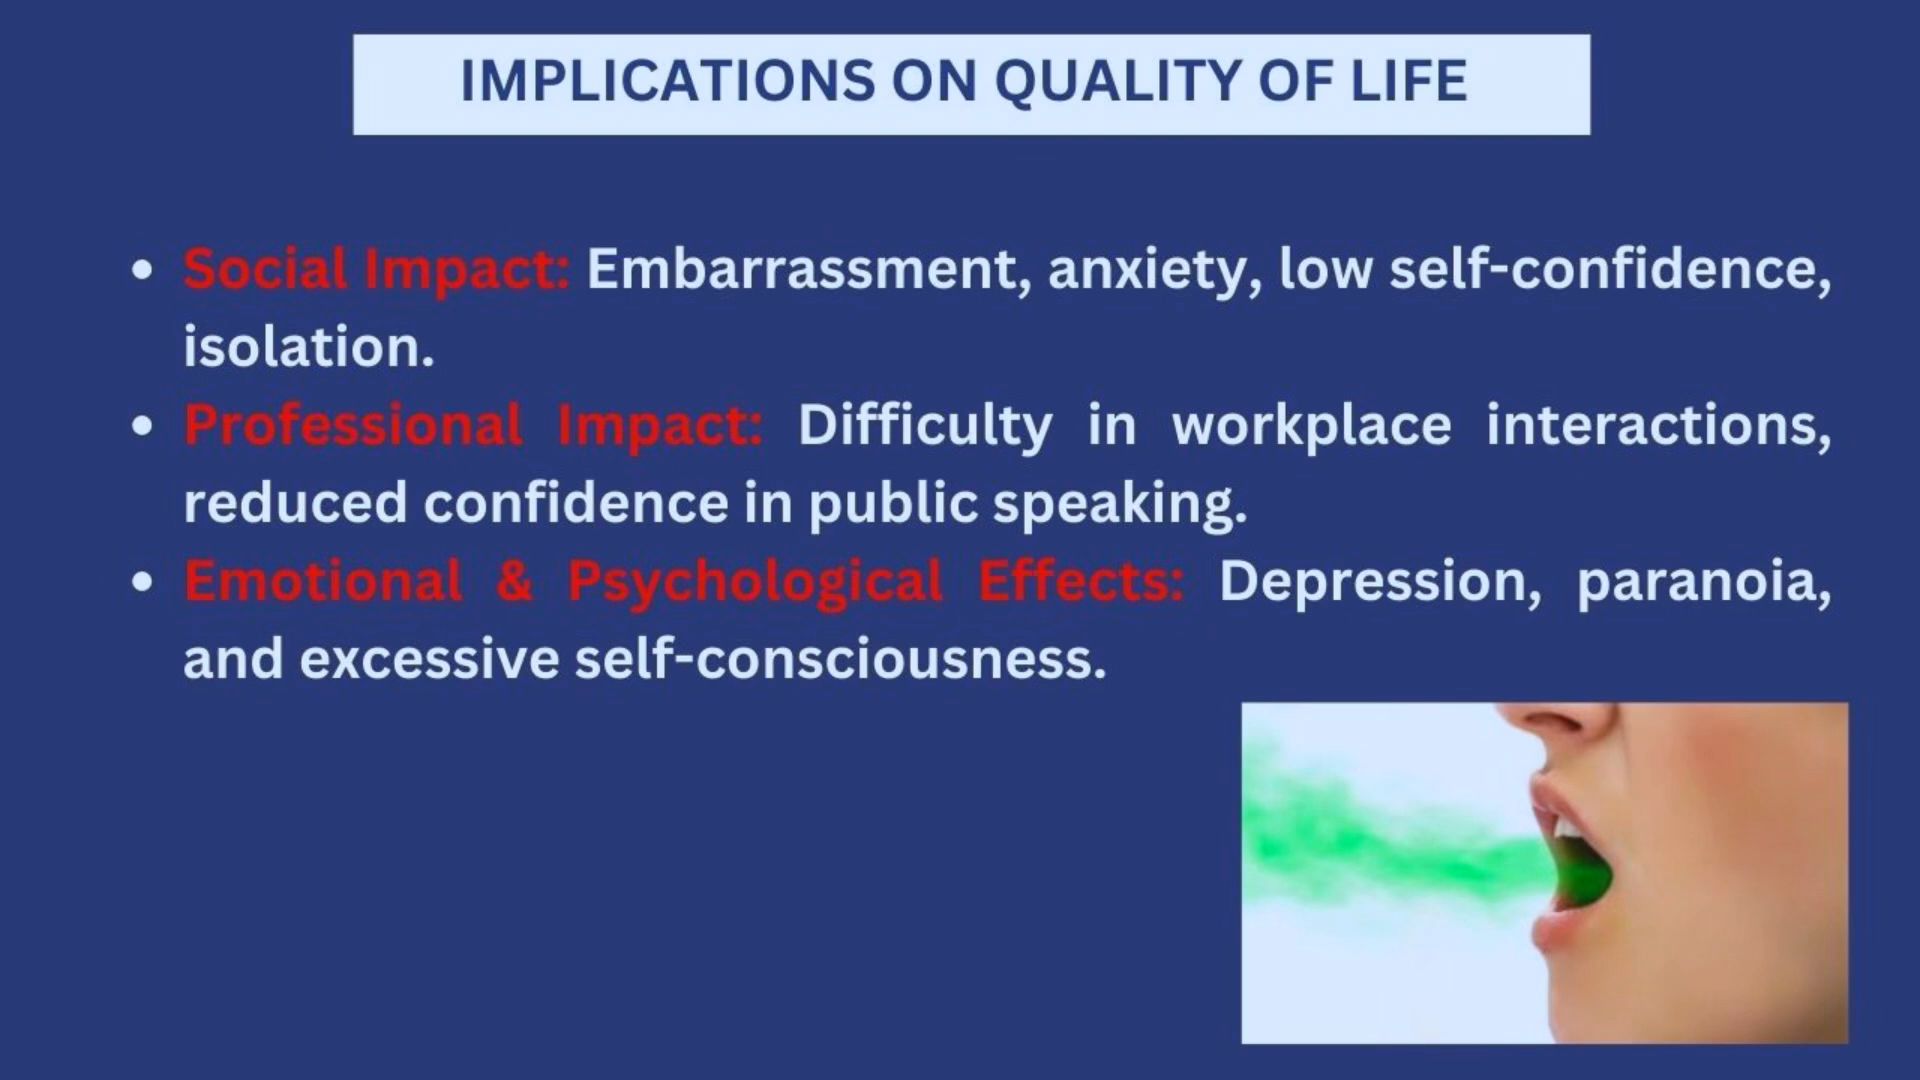 IMPLICATIONS ON QUALITY OF LIFE
• Social Impact: Embarrassment, anxiety, low self-confidence,
isolation.
• Professional Impact: Difficulty in workplace interactions,
reduced confidence in public speaking.
• Emotional & Psychological Effects: Depression, paranoia,
and excessive self-consciousness.